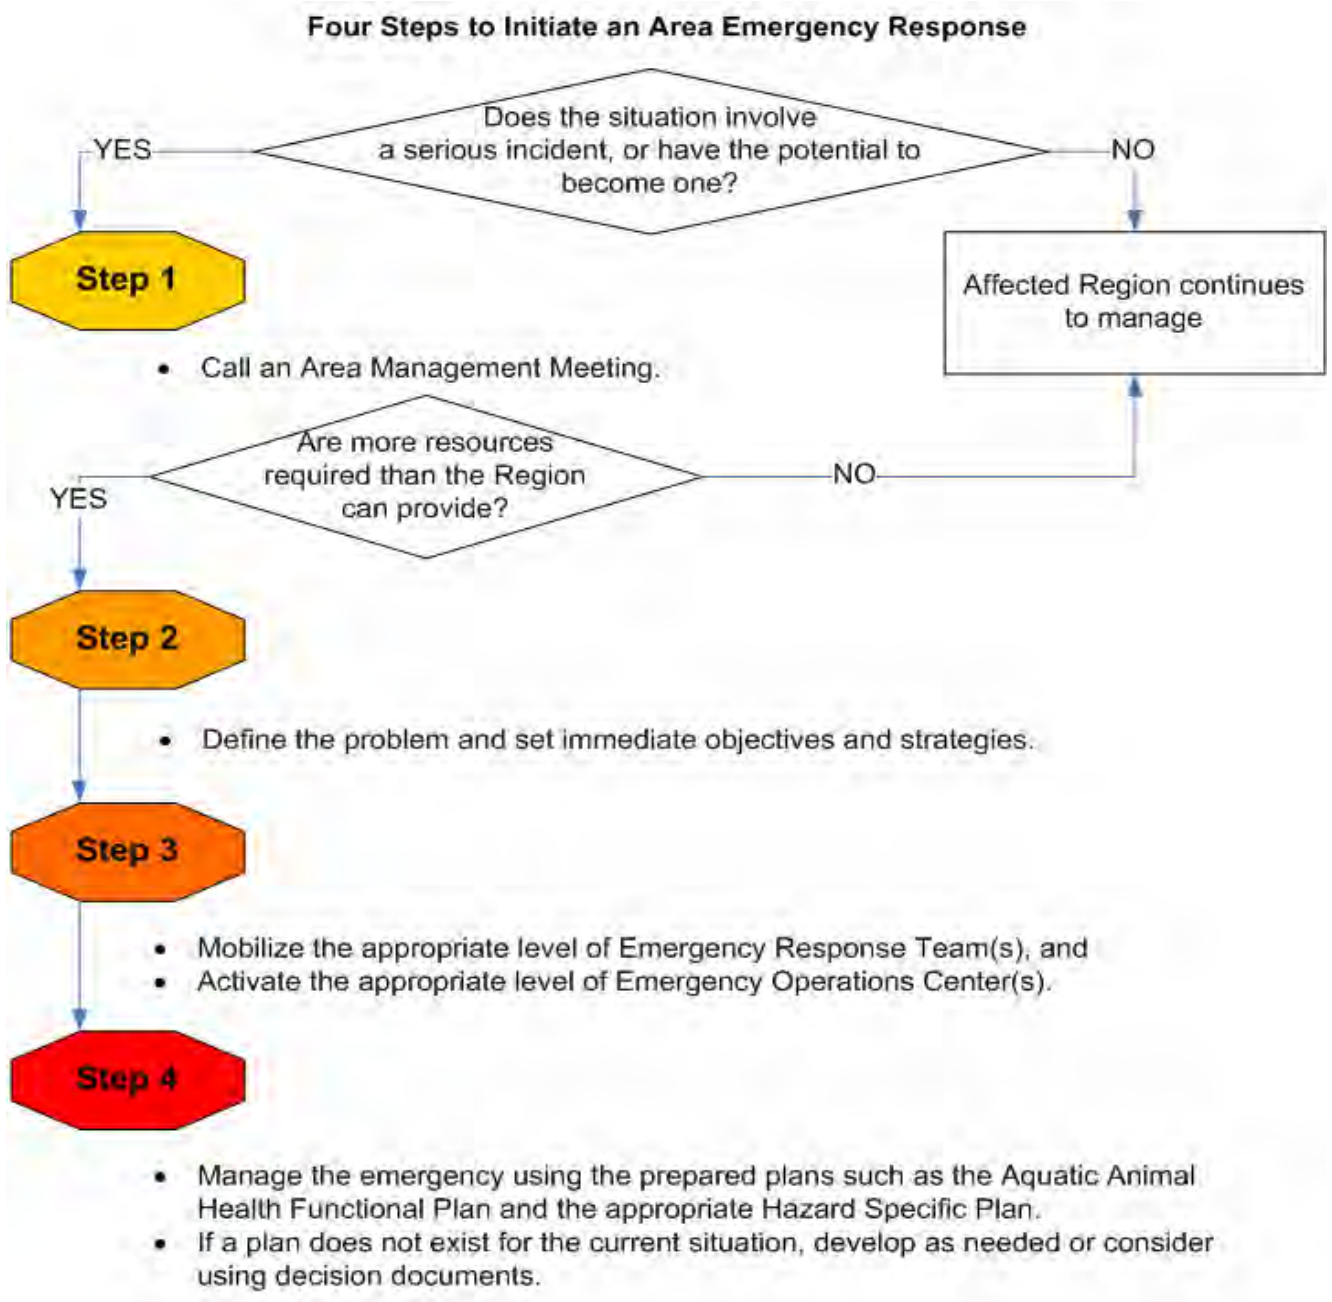 Four Steps to Initiate an Area Emergency Response
Does the situation involve
a serious incident, or have the potential to
become one?
YES
NO
Step 1
Affected Region continues
to manage
• Call an Area Management Meeting.
Are more resources
required than the Region
can provide?
YES
NO
Step 2
• Define the problem and set immediate objectives and strategies.
Step 3
• Mobilize the appropriate level of Emergency Response Team(s), and
• Activate the appropriate level of Emergency Operations Center(s).
Step 4
• Manage the emergency using the prepared plans such as the Aquatic Animal
Health Functional Plan and the appropriate Hazard Specific Plan.
• If a plan does not exist for the current situation, develop as needed or consider
using decision documents.